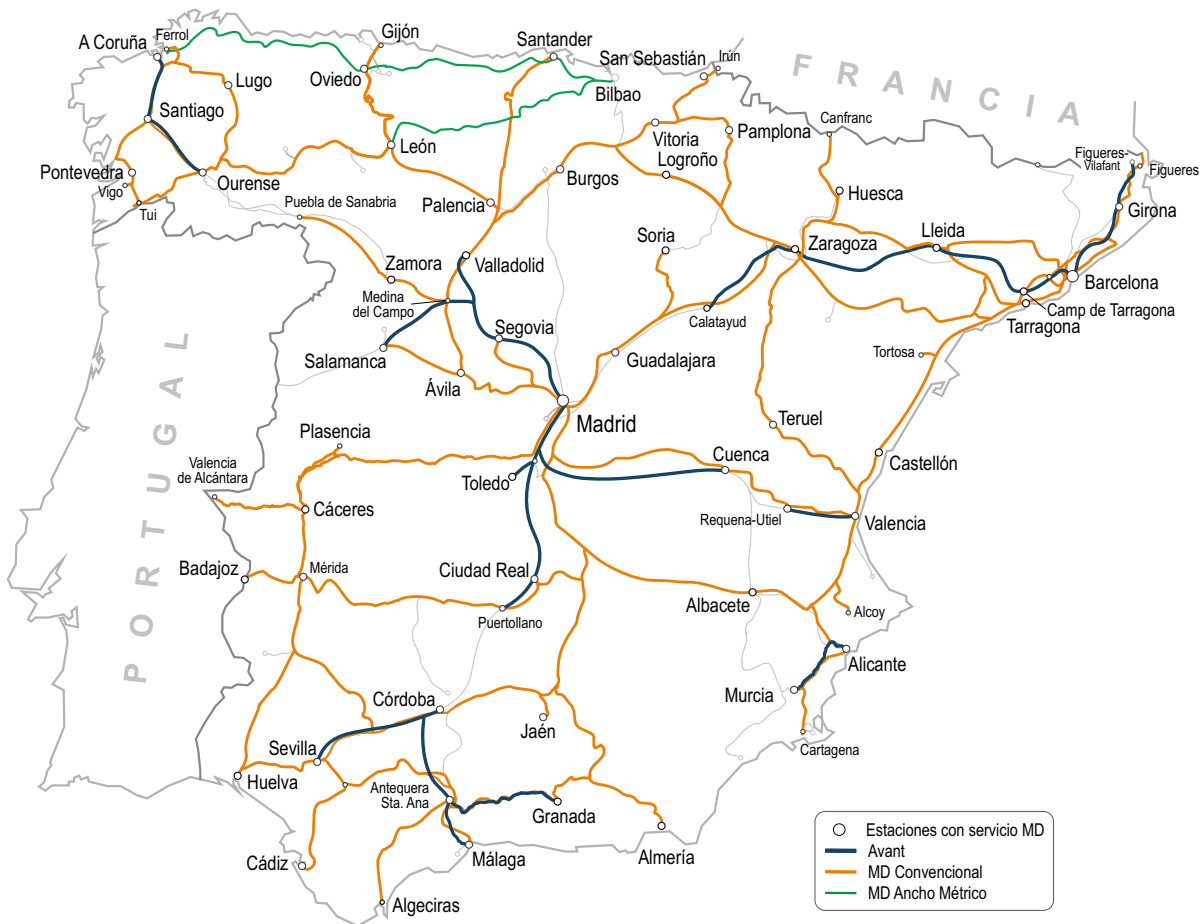 Gijón
Ferrol
A Coruña
Santander
San Sebastián
Irún
FRANCIA
Oviedo
Lugo
Bilbao
Santiago
León
Vitoria
Pamplona
Canfranc
Logroño
Figueres-
Vilafant
Figueres
Pontevedra
Ourense
Burgos
Huesca
Vigo
Palencia
Girona
Tui
Puebla de Sanabria
Soria
Zaragoza
Lleida
Valladolid
Zamora
Barcelona
Medina
del Campo
Camp de Tarragona
Calatayud
Segovia
Tarragona
Salamanca
Guadalajara
Tortosa
Ávila
PORTUGAL
Madrid
Teruel
Plasencia
Cuenca
Castellón
Valencia
de Alcántara
Toledo
Cáceres
Requena-Utiel
Valencia
Badajoz
Mérida
Ciudad Real
Albacete
Puertollano
Alcoy
Alicante
Murcia
Córdoba
Jaén
Cartagena
Sevilla
Huelva
Antequera
Sta. Ana
Granada
Estaciones con servicio MD
Avant
MD Convencional
MD Ancho Métrico
Cádiz
Málaga
Almería
Algeciras